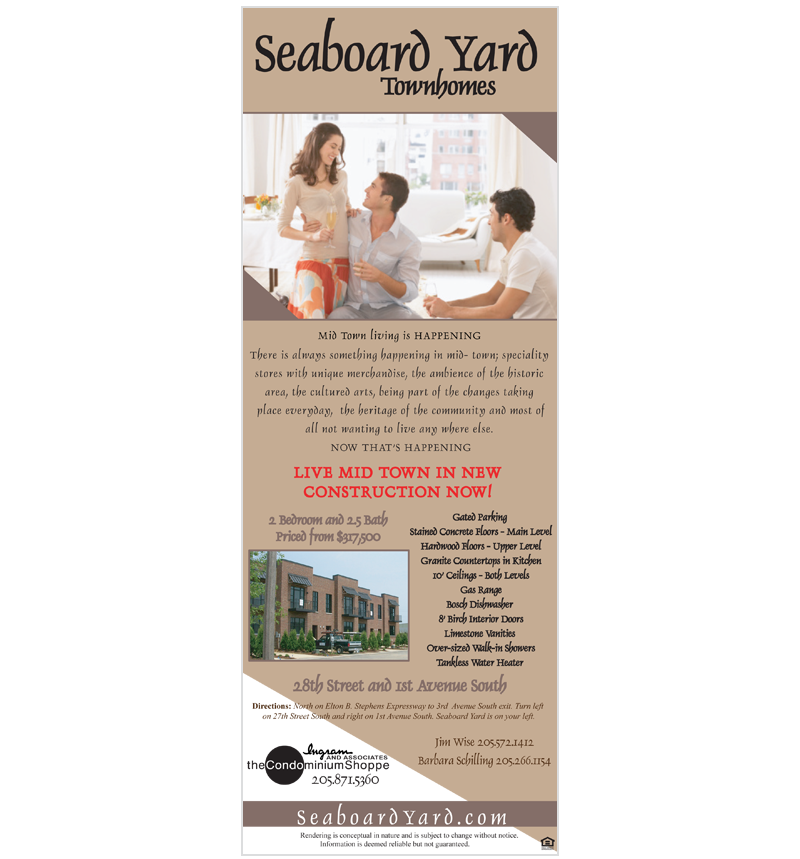 Seaboard Yard
Townhomes
Mid Town living is HAPPENING
There is always something happening in mid- town; speciality
stores with unique merchandise, the ambience of the historic
area, the cultured arts, being part of the changes taking
place everyday, the heritage of the community and most of
all not wanting to live any where else.
NOW THAT'S HAPPENING
LIVE MID TOWN IN NEW
CONSTRUCTION NOW!
2 Bedroom and 2.5 Bath
Priced from $317,500
Gated Parking
Stained Concrete Floors - Main Level
Hardwood Floors - Upper Level
Granite Countertops in Kitchen
10' Ceilings - Both Levels
Gas Range
Bosch Dishwasher
8' Birch Interior Doors
Limestone Vanities
Over-sized Walk-in Showers
Tankless Water Heater
28th Street and 1st Avenue South
Directions: North on Elton B. Stephens Expressway to 3rd Avenue South exit. Turn left
on 27th Street South and right on 1st Avenue South. Seaboard Yard is on your left.
Ingram
AND ASSOCIATES
theCondominiumShoppe
205.871.5360
Jim Wise 205.572.1412
Barbara Schilling 205.266.1154
SeaboardYard.com
Rendering is conceptual in nature and is subject to change without notice.
Information is deemed reliable but not guaranteed.